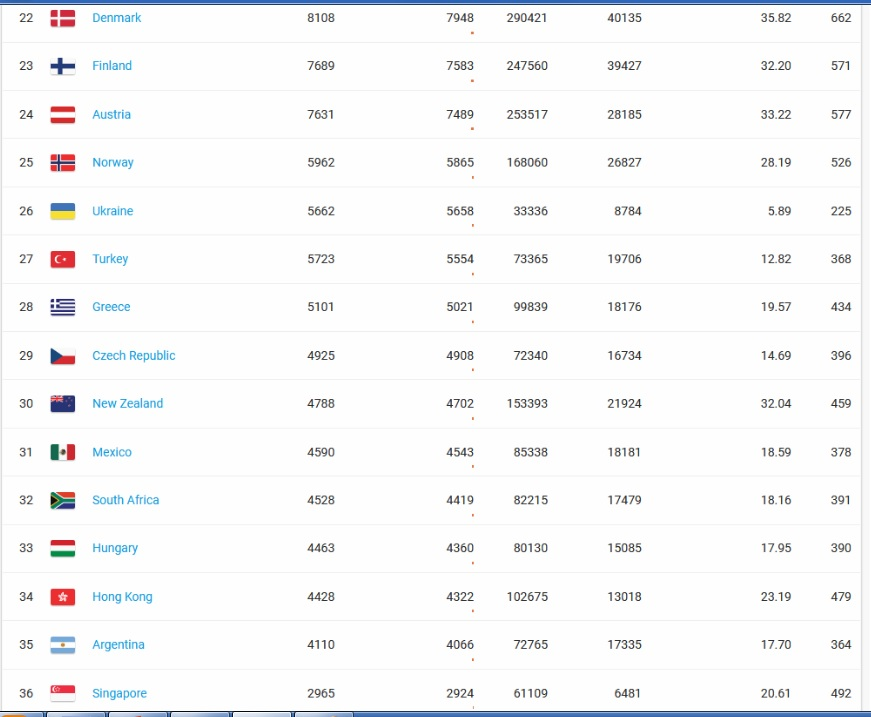 22 Denmark 8108 7948 290421 40135 35.82 662
23 Finland 7689 7583 247560 39427 32.20 571
24 Austria 7631 7489 253517 28185 33.22 577
25 Norway 5962 5865 168060 26827 28.19 526
26 Ukraine 5662 5658 33336 8784 5.89 225
27 Turkey 5723 5554 73365 19706 12.82 368
28 Greece 5101 5021 99839 18176 19.57 434
29 Czech Republic 4925 4908 72340 16734 14.69 396
30 New Zealand 4788 4702 153393 21924 32.04 459
31 Mexico 4590 4543 85338 18181 18.59 378
32 South Africa 4528 4419 82215 17479 18.16 391
33 Hungary 4463 4360 80130 15085 17.95 390
34 Hong Kong 4428 4322 102675 13018 23.19 479
35 Argentina 4110 4066 72765 17335 17.70 364
36 Singapore 2965 2924 61109 6481 20.61 492